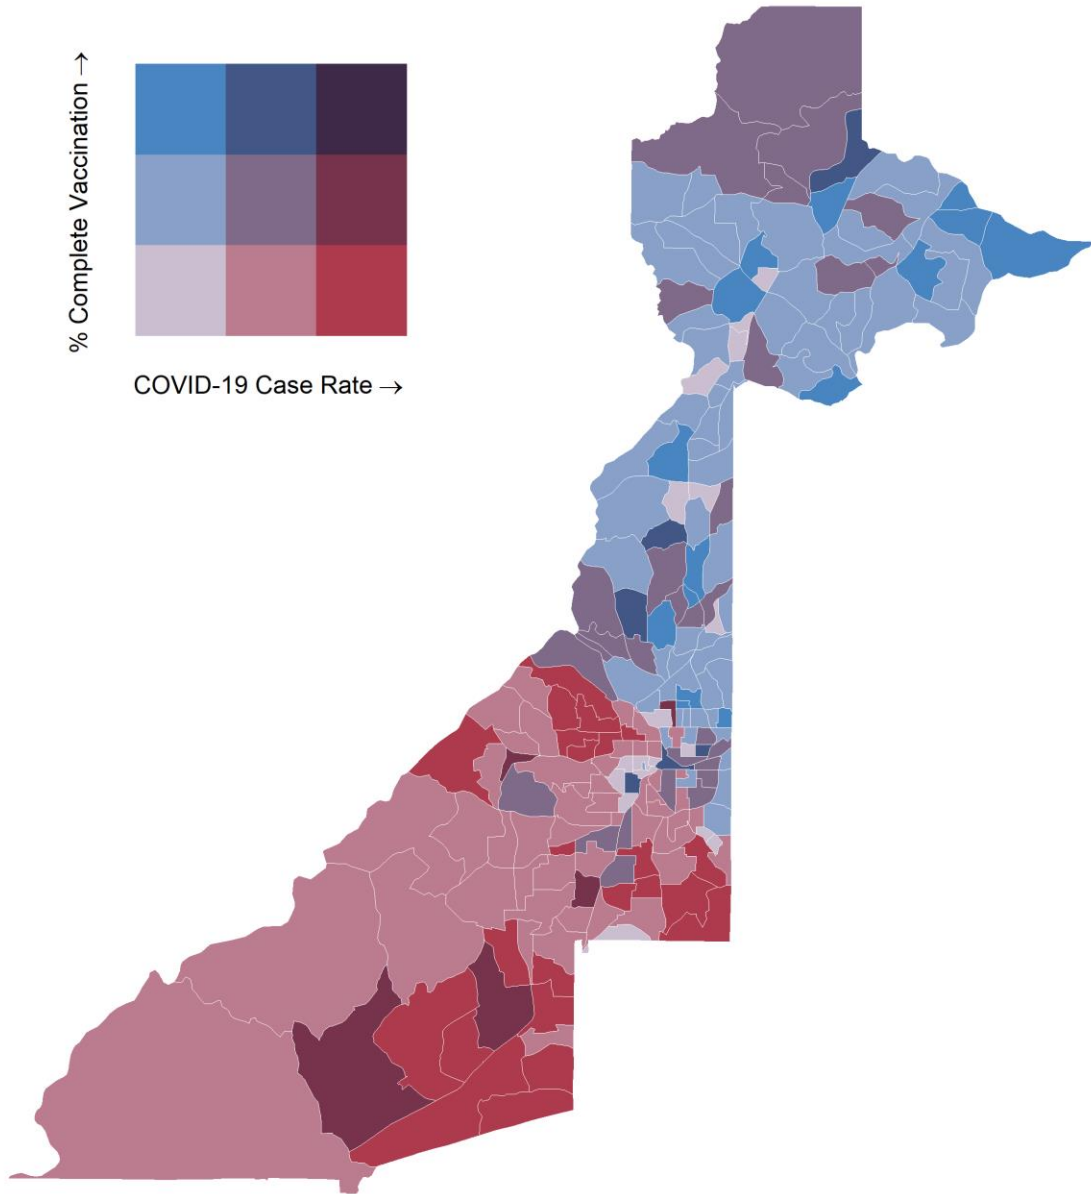 % Complete Vaccination →
COVID-19 Case Rate →